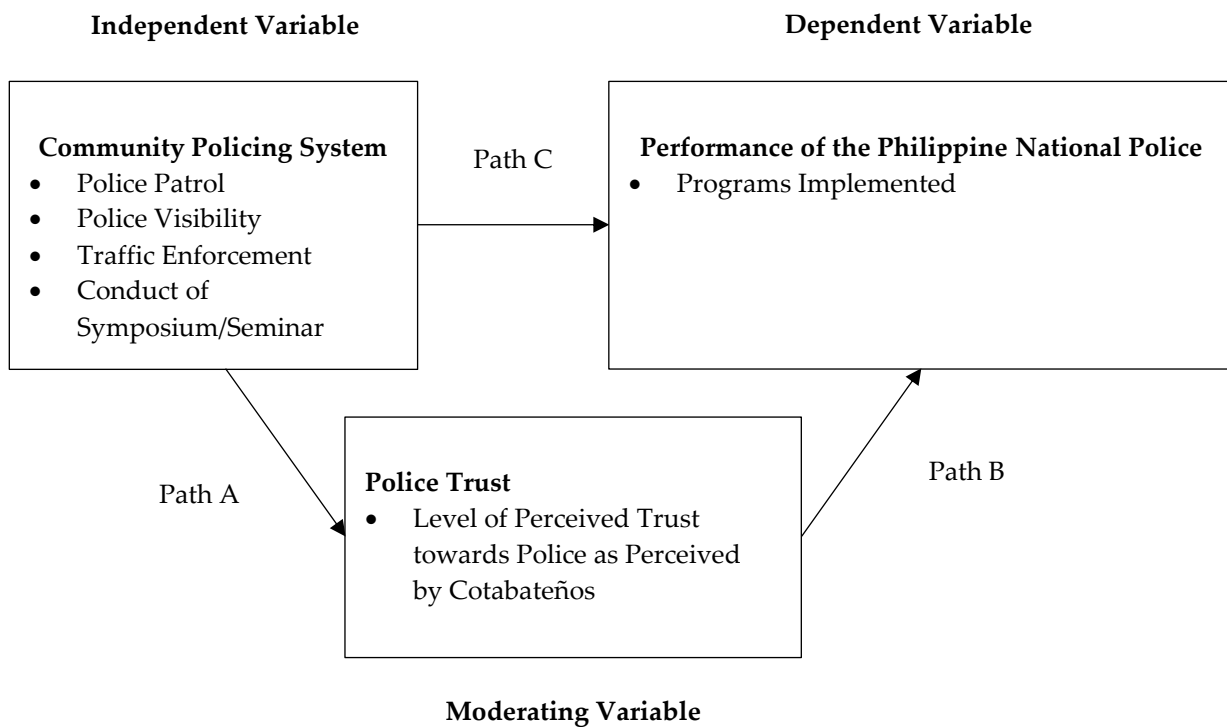 Independent Variable
Dependent Variable
Community Policing System
• Police Patrol
• Police Visibility
• Traffic Enforcement
• Conduct of
Symposium/Seminar
Path C
Performance of the Philippine National Police
• Programs Implemented
Path A
Police Trust
• Level of Perceived Trust
towards Police as Perceived
by Cotabateños
Path B
Moderating Variable